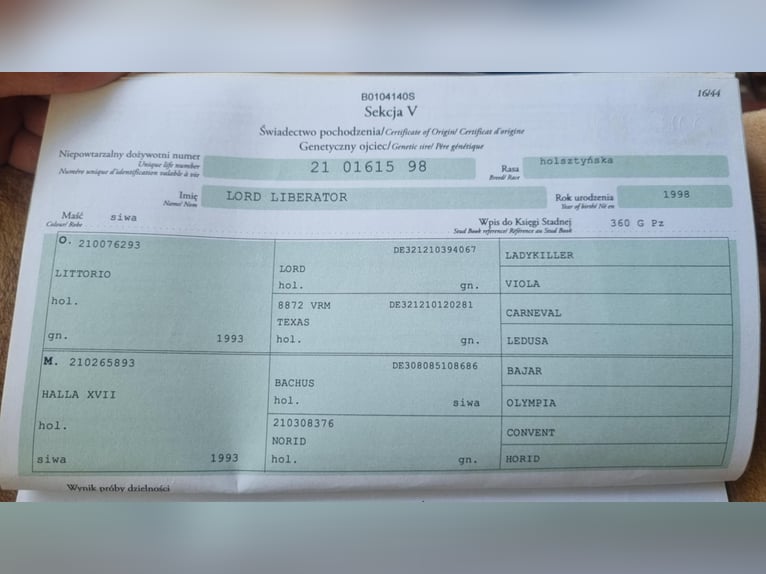 B0104140S
16/44
Sekcja V
Świadectwo pochodzenia/Certificate of Origin/ Certificat d'origine
Genetyczny ojciec/Genetic sire/ Père génétique
Niepowtarzalny dożywotni numer
Unique life number
Numéro unique d'identification valable à vie
21 01615 98
Rasa
Breed/ Race
holsztyńska
Imię
Name/ Nom
LORD LIBERATOR
Rok urodzenia
Year of birth/ Né en
1998
Maść
Colour/ Robe
siwa
Wpis do Księgi Stadnej
Stud Book reference/ Référence au Stud Book
360 G Pz
O. 210076293
LITTORIO
hol.
gn. 1993
DE321210394067
LORD
hol. gn.
8872 VRM DE321210120281
TEXAS
hol. gn.
LADYKILLER
VIOLA
CARNEVAL
LEDUSA
M. 210265893
HALLA XVII
hol.
siwa 1993
DE308085108686
BACHUS
hol. siwa
210308376
NORID
hol. gn.
BAJAR
OLYMPIA
CONVENT
HORID
Wynik próby dzielności